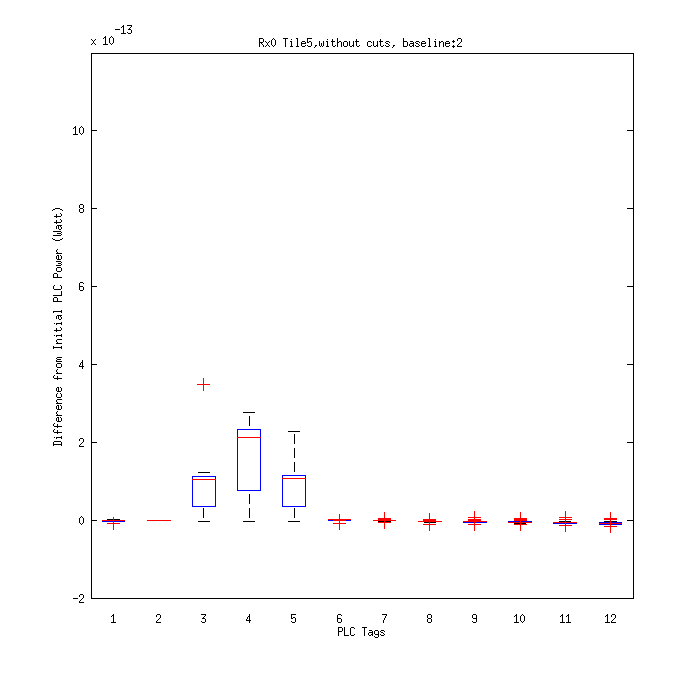 x 10-13
Rx0 Tile5,without cuts, baseline:2
Difference from Initial PLC Power (Watt)
10
8
6
4
2
0
-2
1 2 3 4 5 6 7 8 9 10 11 12
PLC Tags